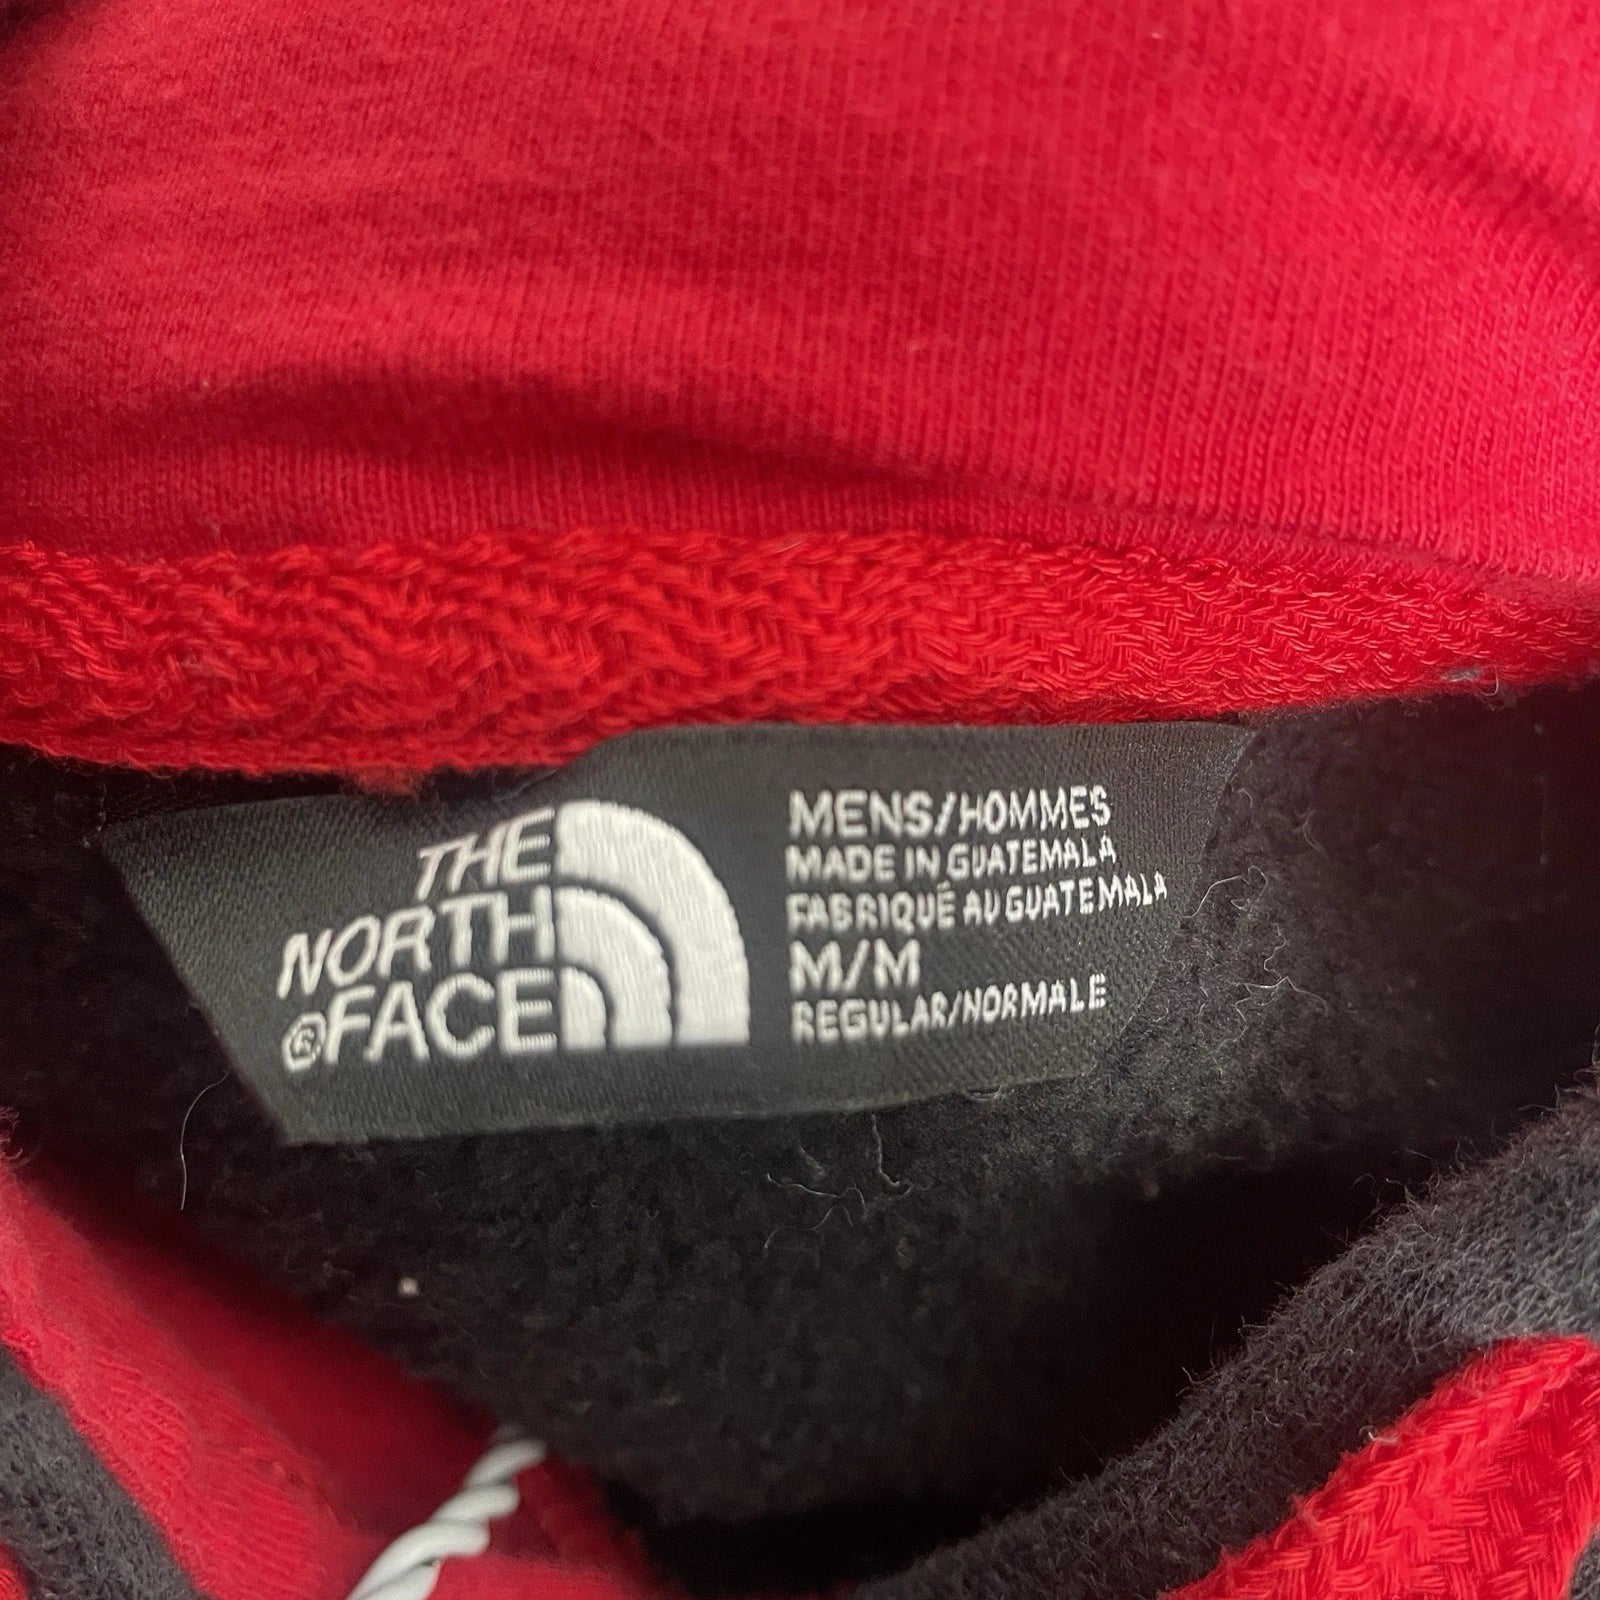 THE
NORTH
®FACE
MENS/HOMMES
MADE IN GUATEMALA
FABRIQUÉ AU GUATEMALA
M/M
REGULAR/NORMALE